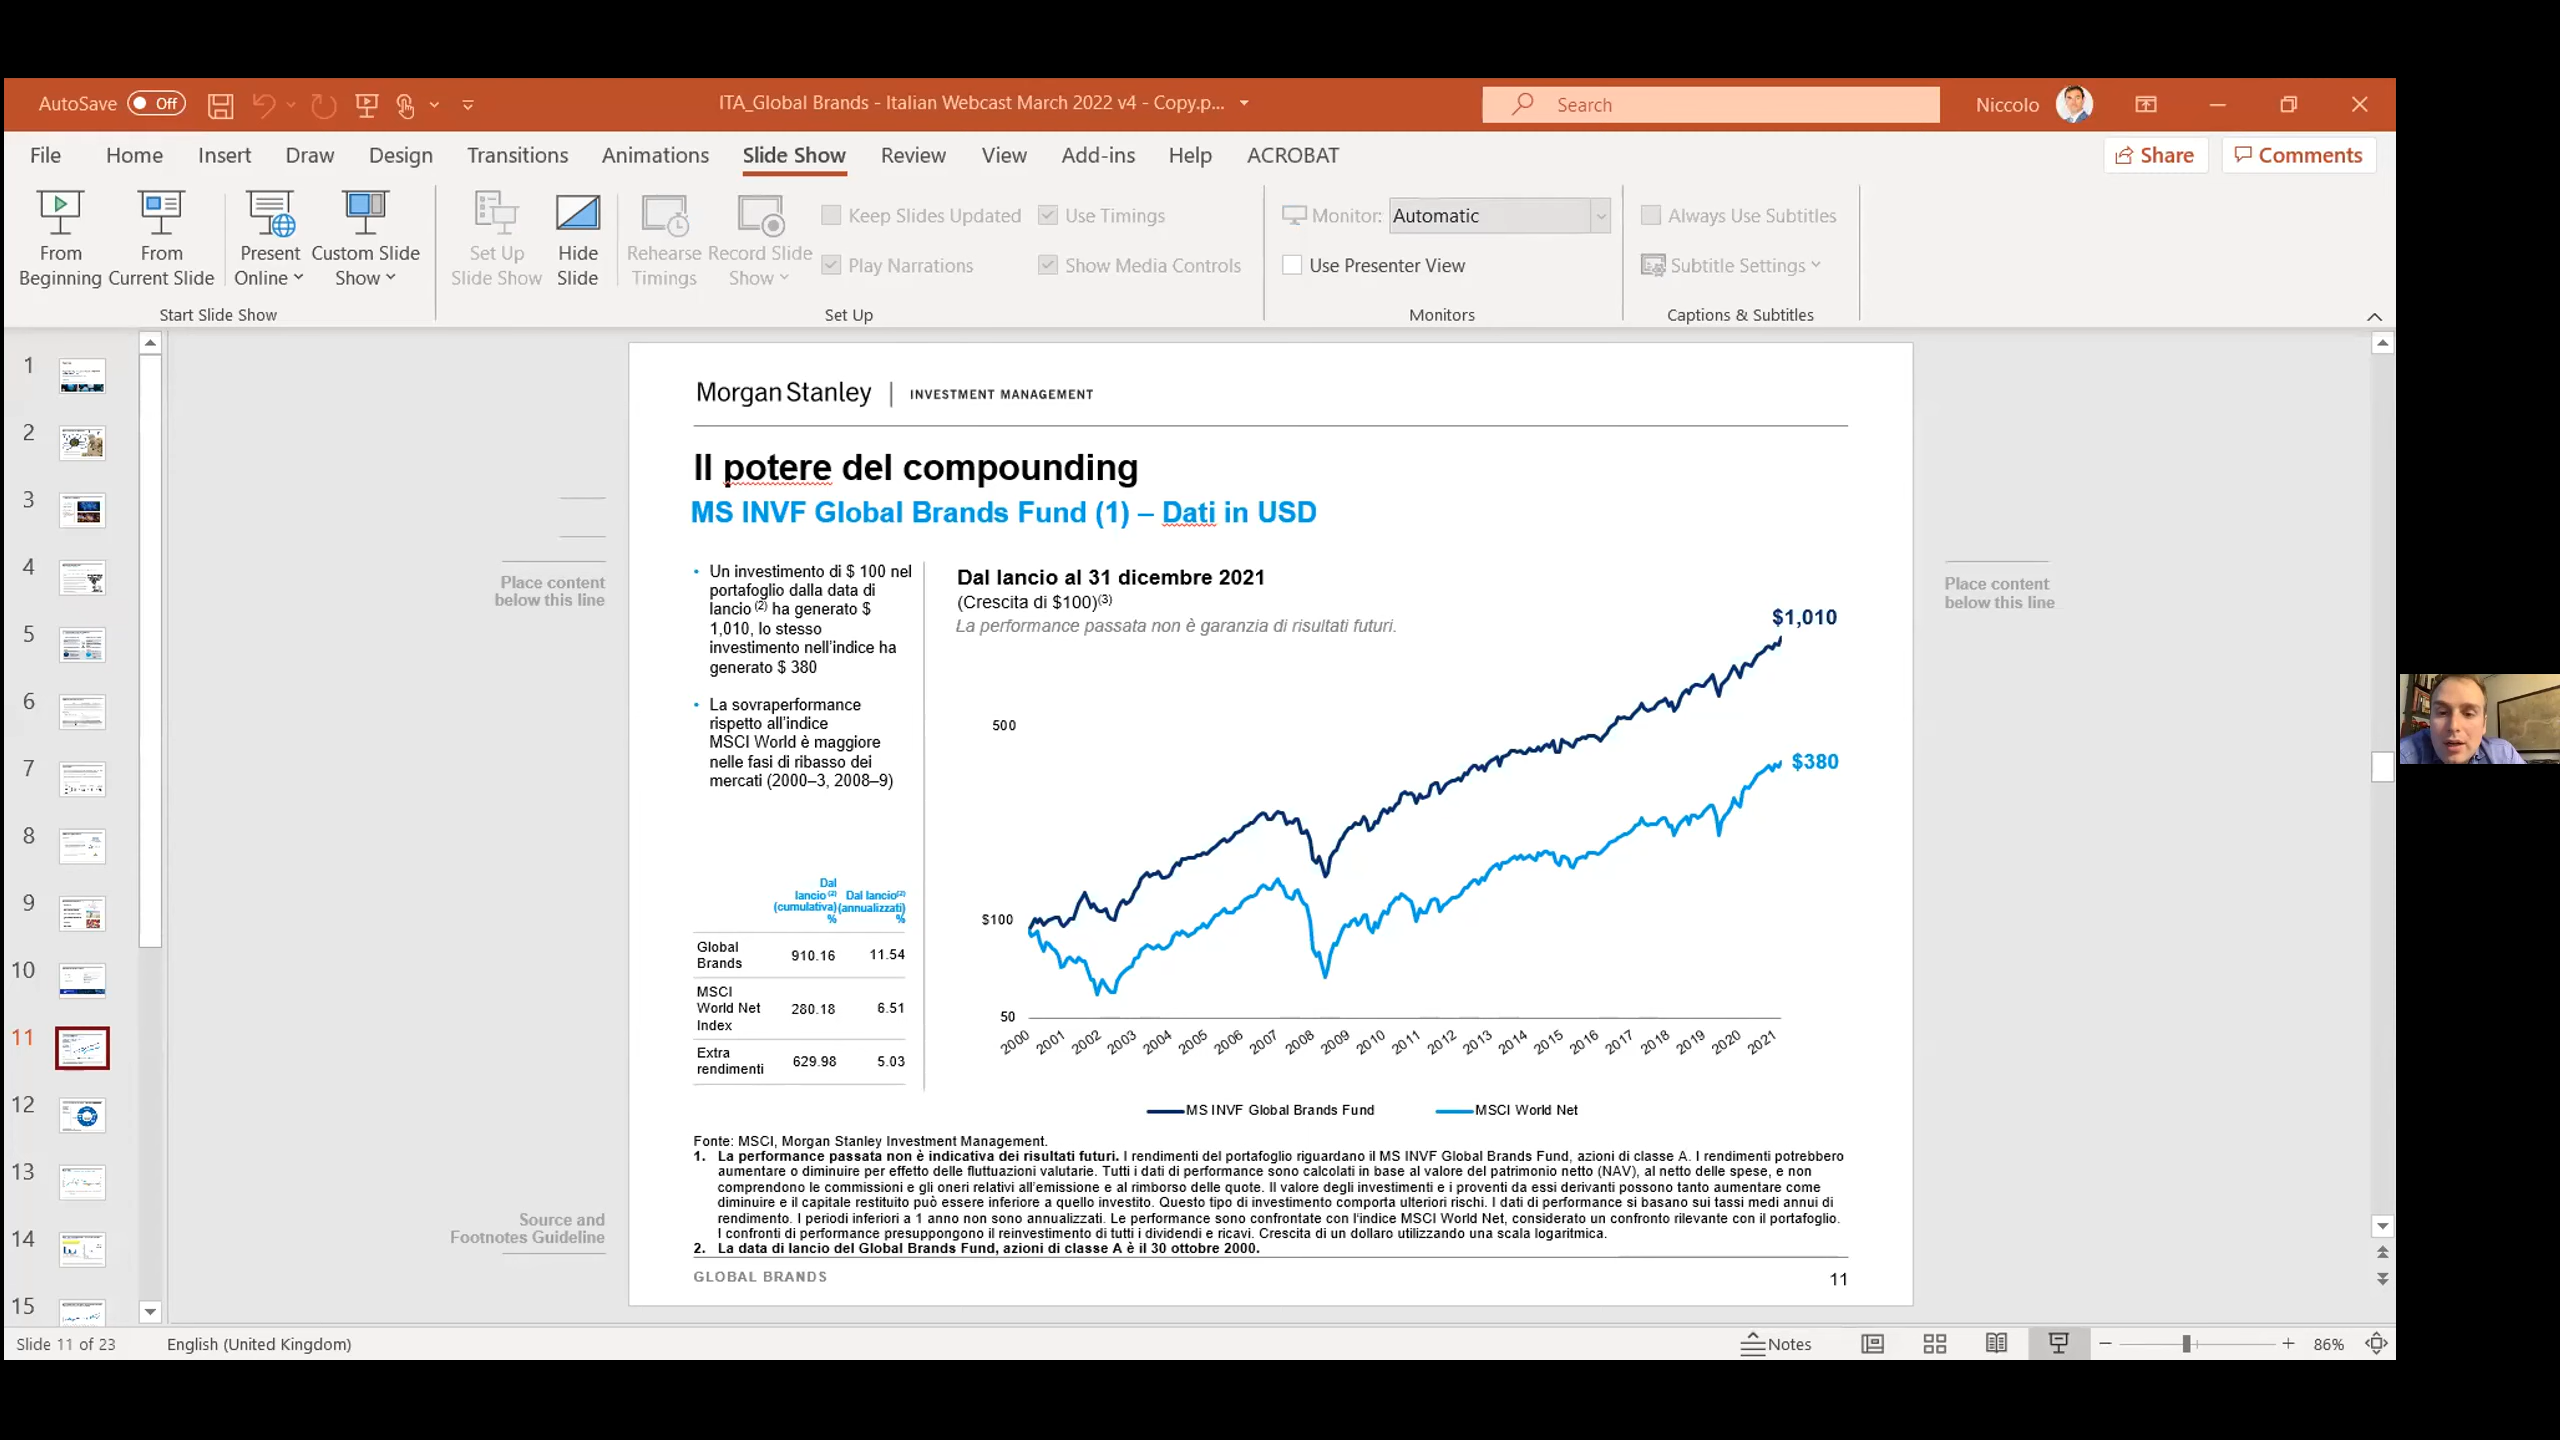 AutoSave Off
ITA_Global Brands - Italian Webcast March 2022 v4 - Copy.p...
Search
Niccolo
File Home Insert Draw Design Transitions Animations Slide Show Review View Add-ins Help ACROBAT
Share Comments
From Beginning
From Current Slide
Present Online
Custom Slide Show
Set Up Slide Show
Hide Slide
Rehearse Timings
Record Slide Show
Keep Slides Updated
Play Narrations
Use Timings
Show Media Controls
Monitor: Automatic
Use Presenter View
Always Use Subtitles
Subtitle Settings
Start Slide Show
Set Up
Monitors
Captions & Subtitles
1
2
3
4
5
6
7
8
9
10
11
12
13
14
15
Place content
below this line
Source and
Footnotes Guideline
Morgan Stanley | INVESTMENT MANAGEMENT
Il potere del compounding
MS INVF Global Brands Fund (1) – Dati in USD
• Un investimento di $ 100 nel
portafoglio dalla data di
lancio (2) ha generato $
1,010, lo stesso
investimento nell'indice ha
generato $ 380
• La sovraperformance
rispetto all'indice
MSCI World è maggiore
nelle fasi di ribasso dei
mercati (2000–3, 2008–9)
Dal lancio (2) (cumulativa) %
Dal lancio(2) (annualizzati) %
Global Brands 910.16 11.54
MSCI World Net Index 280.18 6.51
Extra rendimenti 629.98 5.03
Dal lancio al 31 dicembre 2021
(Crescita di $100)(3)
La performance passata non è garanzia di risultati futuri.
$1,010
500
$380
$100
50
2000 2001 2002 2003 2004 2005 2006 2007 2008 2009 2010 2011 2012 2013 2014 2015 2016 2017 2018 2019 2020 2021
MS INVF Global Brands Fund
MSCI World Net
Fonte: MSCI, Morgan Stanley Investment Management.
1. La performance passata non è indicativa dei risultati futuri. I rendimenti del portafoglio riguardano il MS INVF Global Brands Fund, azioni di classe A. I rendimenti potrebbero
aumentare o diminuire per effetto delle fluttuazioni valutarie. Tutti i dati di performance sono calcolati in base al valore del patrimonio netto (NAV), al netto delle spese, e non
comprendono le commissioni e gli oneri relativi all'emissione e al rimborso delle quote. Il valore degli investimenti e i proventi da essi derivanti possono tanto aumentare come
diminuire e il capitale restituito può essere inferiore a quello investito. Questo tipo di investimento comporta ulteriori rischi. I dati di performance si basano sui tassi medi annui di
rendimento. I periodi inferiori a 1 anno non sono annualizzati. Le performance sono confrontate con l'indice MSCI World Net, considerato un confronto rilevante con il portafoglio.
I confronti di performance presuppongono il reinvestimento di tutti i dividendi e ricavi. Crescita di un dollaro utilizzando una scala logaritmica.
2. La data di lancio del Global Brands Fund, azioni di classe A è il 30 ottobre 2000.
GLOBAL BRANDS
11
Place content
below this line
Slide 11 of 23
English (United Kingdom)
Notes
86%